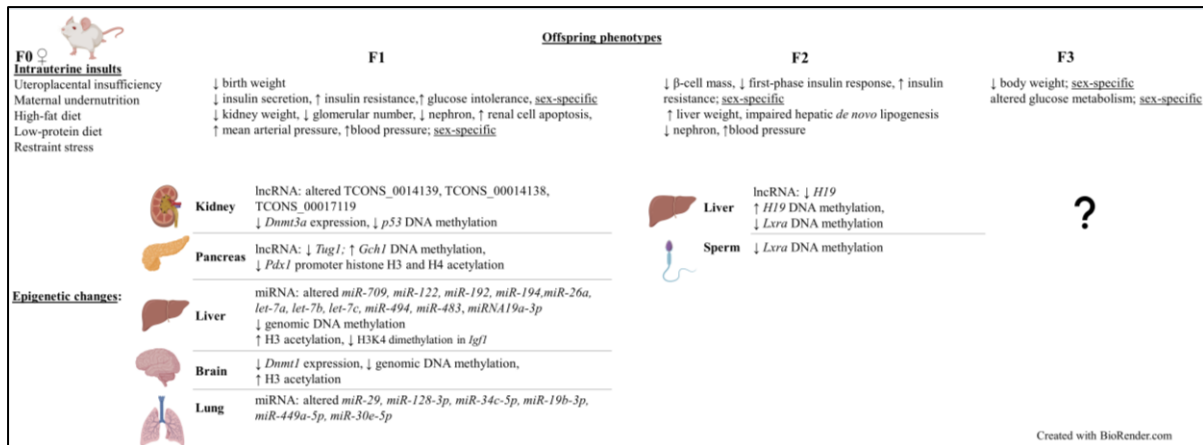 Offspring phenotypes
F0 ♀
Intrauterine insults
Uteroplacental insufficiency
Maternal undernutrition
High-fat diet
Low-protein diet
Restraint stress
F1
↓ birth weight
↓ insulin secretion, ↑ insulin resistance,↑ glucose intolerance, sex-specific
↓ kidney weight, ↓ glomerular number, ↓ nephron, ↑ renal cell apoptosis,
↑ mean arterial pressure, ↑blood pressure; sex-specific
F2
↓ β-cell mass, ↓ first-phase insulin response, ↑ insulin
resistance; sex-specific
↑ liver weight, impaired hepatic de novo lipogenesis
↓ nephron, ↑blood pressure
F3
↓ body weight; sex-specific
altered glucose metabolism; sex-specific
Epigenetic changes:
Kidney
lncRNA: altered TCONS_0014139, TCONS_00014138,
TCONS_00017119
↓ Dnmt3a expression, ↓ p53 DNA methylation
Pancreas
lncRNA: ↓ Tug1; ↑ Gch1 DNA methylation,
↓ Pdx1 promoter histone H3 and H4 acetylation
Liver
miRNA: altered miR-709, miR-122, miR-192, miR-194,miR-26a,
let-7a, let-7b, let-7c, miR-494, miR-483, miRNA19a-3p
↓ genomic DNA methylation
↑ H3 acetylation, ↓ H3K4 dimethylation in Igf1
Brain
↓ Dnmt1 expression, ↓ genomic DNA methylation,
↑ H3 acetylation
Lung
miRNA: altered miR-29, miR-128-3p, miR-34c-5p, miR-19b-3p,
miR-449a-5p, miR-30e-5p
Liver
lncRNA: ↓ H19
↑ H19 DNA methylation,
↓ Lxra DNA methylation
Sperm
↓ Lxra DNA methylation
?
Created with BioRender.com